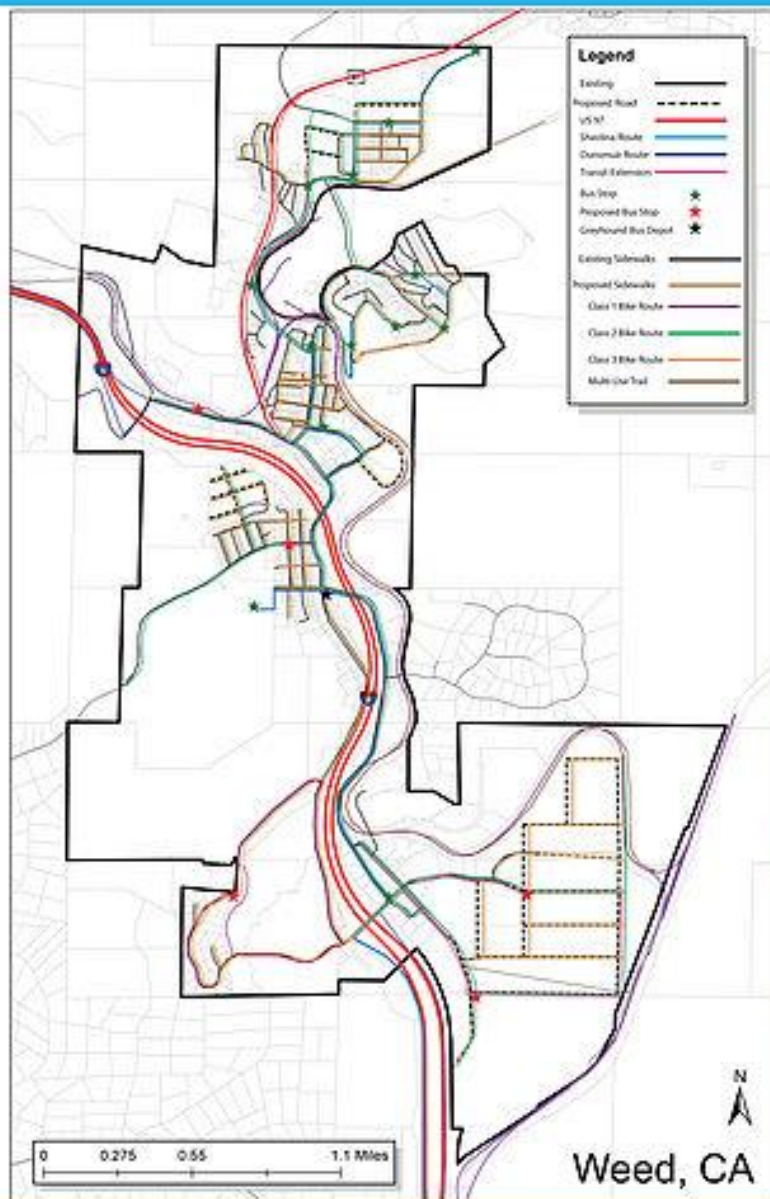 Legend
Existing
Proposed Road
US 97
Shastina Route
Dunsmuir Route
Transit Extension
Bus Stop
Proposed Bus Stop
Greyhound Bus Depot
Existing Sidewalks
Proposed Sidewalks
Class 1 Bike Route
Class 2 Bike Route
Class 3 Bike Route
Multi Use Trail
N
0 0.275 0.55 1.1 Miles
Weed, CA